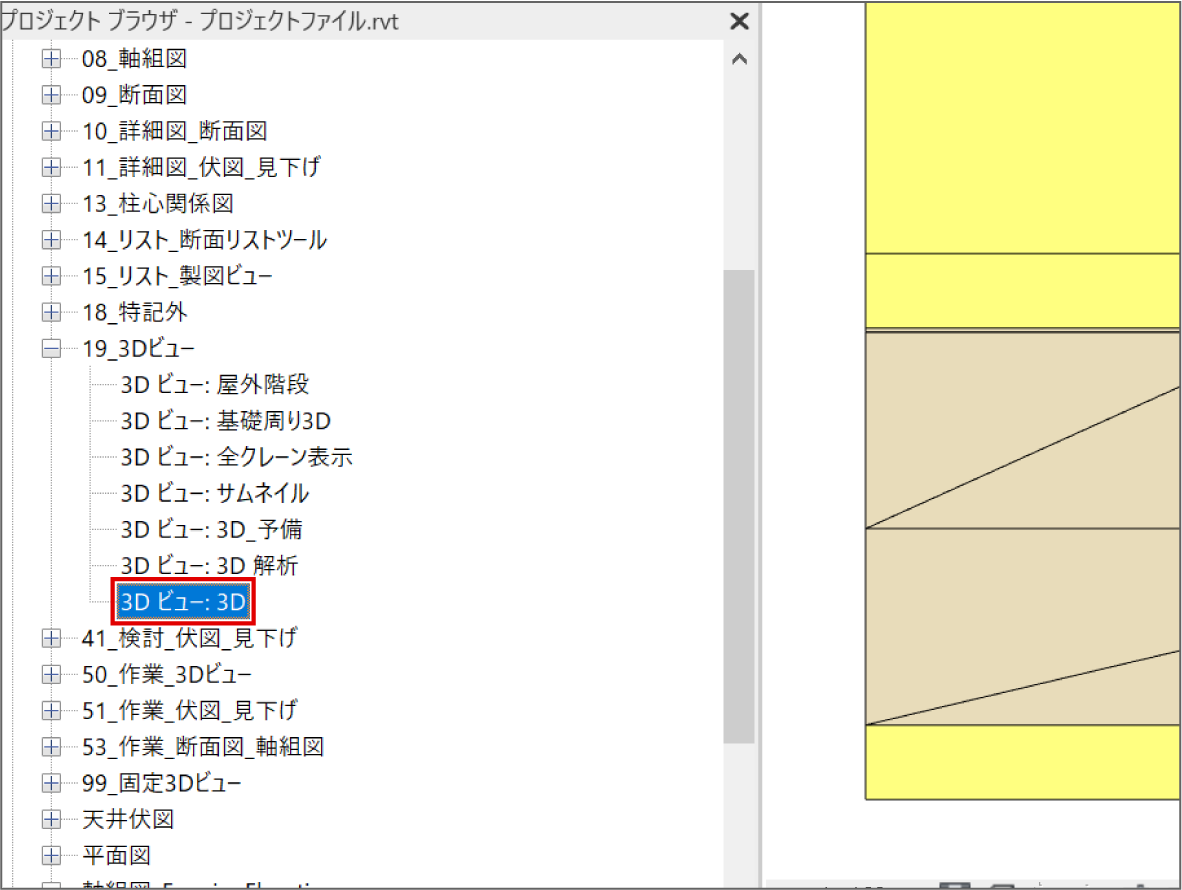 プロジェクト ブラウザ - プロジェクトファイル.rvt
08_軸組図
09_断面図
10_詳細図_断面図
11_詳細図_伏図_見下げ
13_柱心関係図
14_リスト_断面リストツール
15_リスト_製図ビュー
18_特記外
19_3Dビュー
3D ビュー: 屋外階段
3D ビュー: 基礎周り3D
3D ビュー: 全クレーン表示
3D ビュー: サムネイル
3D ビュー: 3D_予備
3D ビュー: 3D 解析
3D ビュー: 3D
41_検討_伏図_見下げ
50_作業_3Dビュー
51_作業_伏図_見下げ
53_作業_断面図_軸組図
99_固定3Dビュー
天井伏図
平面図